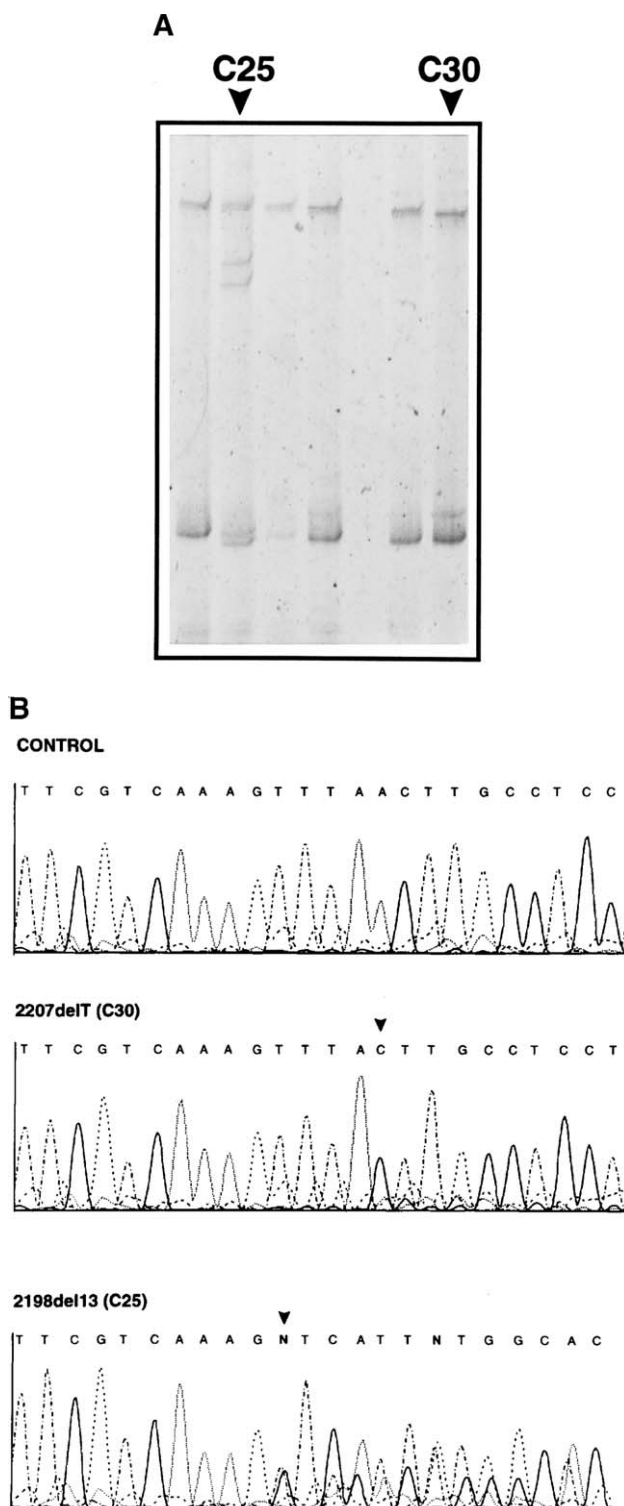 A
C25 C30
B
CONTROL
T T C G T C A A A G T T T A A C T T G C C T C C
2207delT (C30)
T T C G T C A A A G T T T A C T T G C C T C C T
2198del13 (C25)
T T C G T C A A A G N T C A T T N T G G C A C